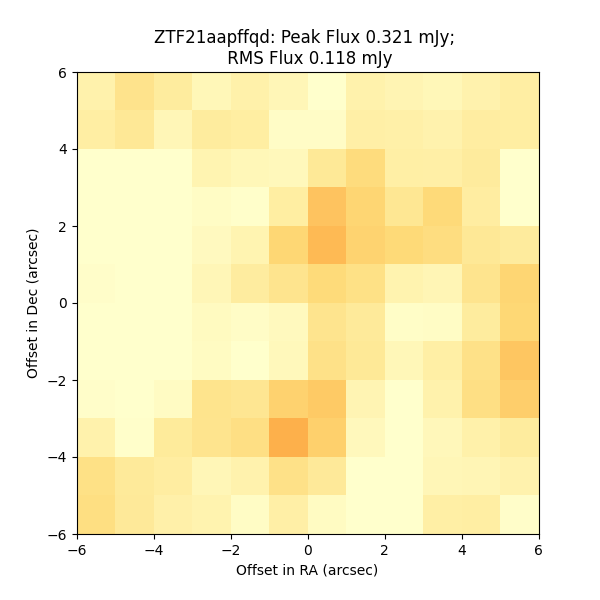 ZTF21aapffqd: Peak Flux 0.321 mJy;
RMS Flux 0.118 mJy
6
4
2
0
−2
−4
−6
Offset in Dec (arcsec)
−6 −4 −2 0 2 4 6
Offset in RA (arcsec)